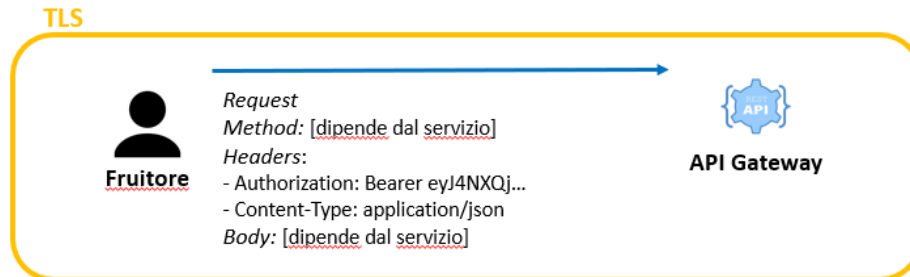 TLS
Request
Method: [dipende dal servizio]
Headers:
- Authorization: Bearer eyJ4NXQj...
- Content-Type: application/json
Body: [dipende dal servizio]
Fruitore
REST
API
API Gateway